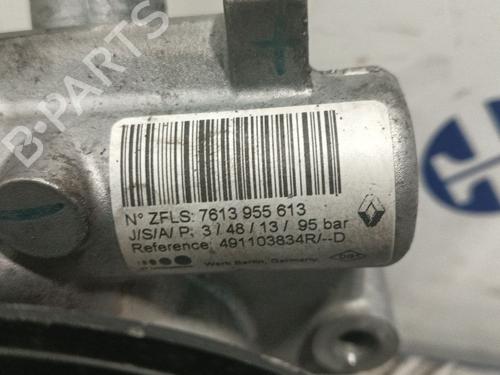 B-PARTS
N° ZFLS: 7613 955 613
J/S/A/ P: 3 / 48 / 13 / 95 bar
Reference: 491103834R/--D
Werk Berlin, Germany